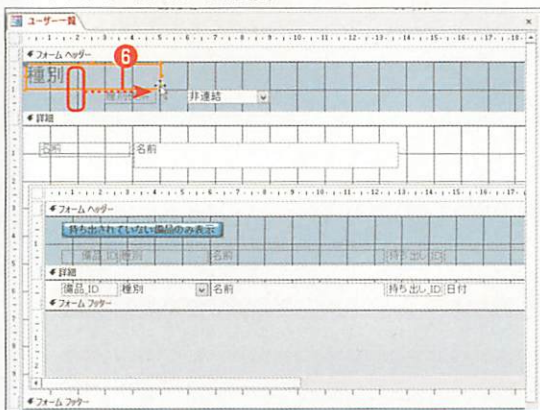 ユーザー一覧
フォーム ヘッダー
6
種別
非連結
詳細
名前 名前
フォーム ヘッダー
持ち出されていない備品のみ表示
備品_ID 種別 名前 持ち出し_ID
詳細
備品_ID 種別 名前 持ち出し_ID 日付
フォーム フッター
フォーム フッター